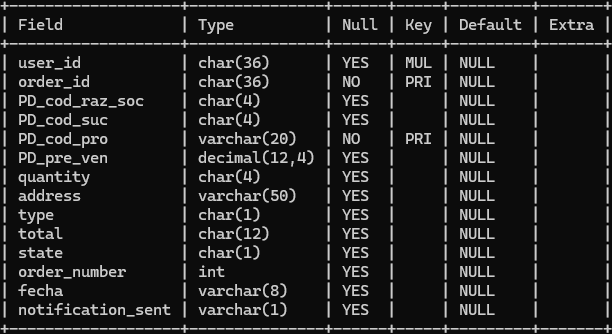 +--------------------+---------------+------+-----+---------+-------+
| Field             | Type          | Null | Key | Default | Extra |
+--------------------+---------------+------+-----+---------+-------+
| user_id           | char(36)      | YES  | MUL | NULL    |       |
| order_id          | char(36)      | NO   | PRI | NULL    |       |
| PD_cod_raz_soc    | char(4)       | YES  |     | NULL    |       |
| PD_cod_suc        | char(4)       | YES  |     | NULL    |       |
| PD_cod_pro        | varchar(20)   | NO   | PRI | NULL    |       |
| PD_pre_ven        | decimal(12,4) | YES  |     | NULL    |       |
| quantity          | char(4)       | YES  |     | NULL    |       |
| address           | varchar(50)   | YES  |     | NULL    |       |
| type              | char(1)       | YES  |     | NULL    |       |
| total             | char(12)      | YES  |     | NULL    |       |
| state             | char(1)       | YES  |     | NULL    |       |
| order_number      | int           | YES  |     | NULL    |       |
| fecha             | varchar(8)    | YES  |     | NULL    |       |
| notification_sent | varchar(1)    | YES  |     | NULL    |       |
+--------------------+---------------+------+-----+---------+-------+